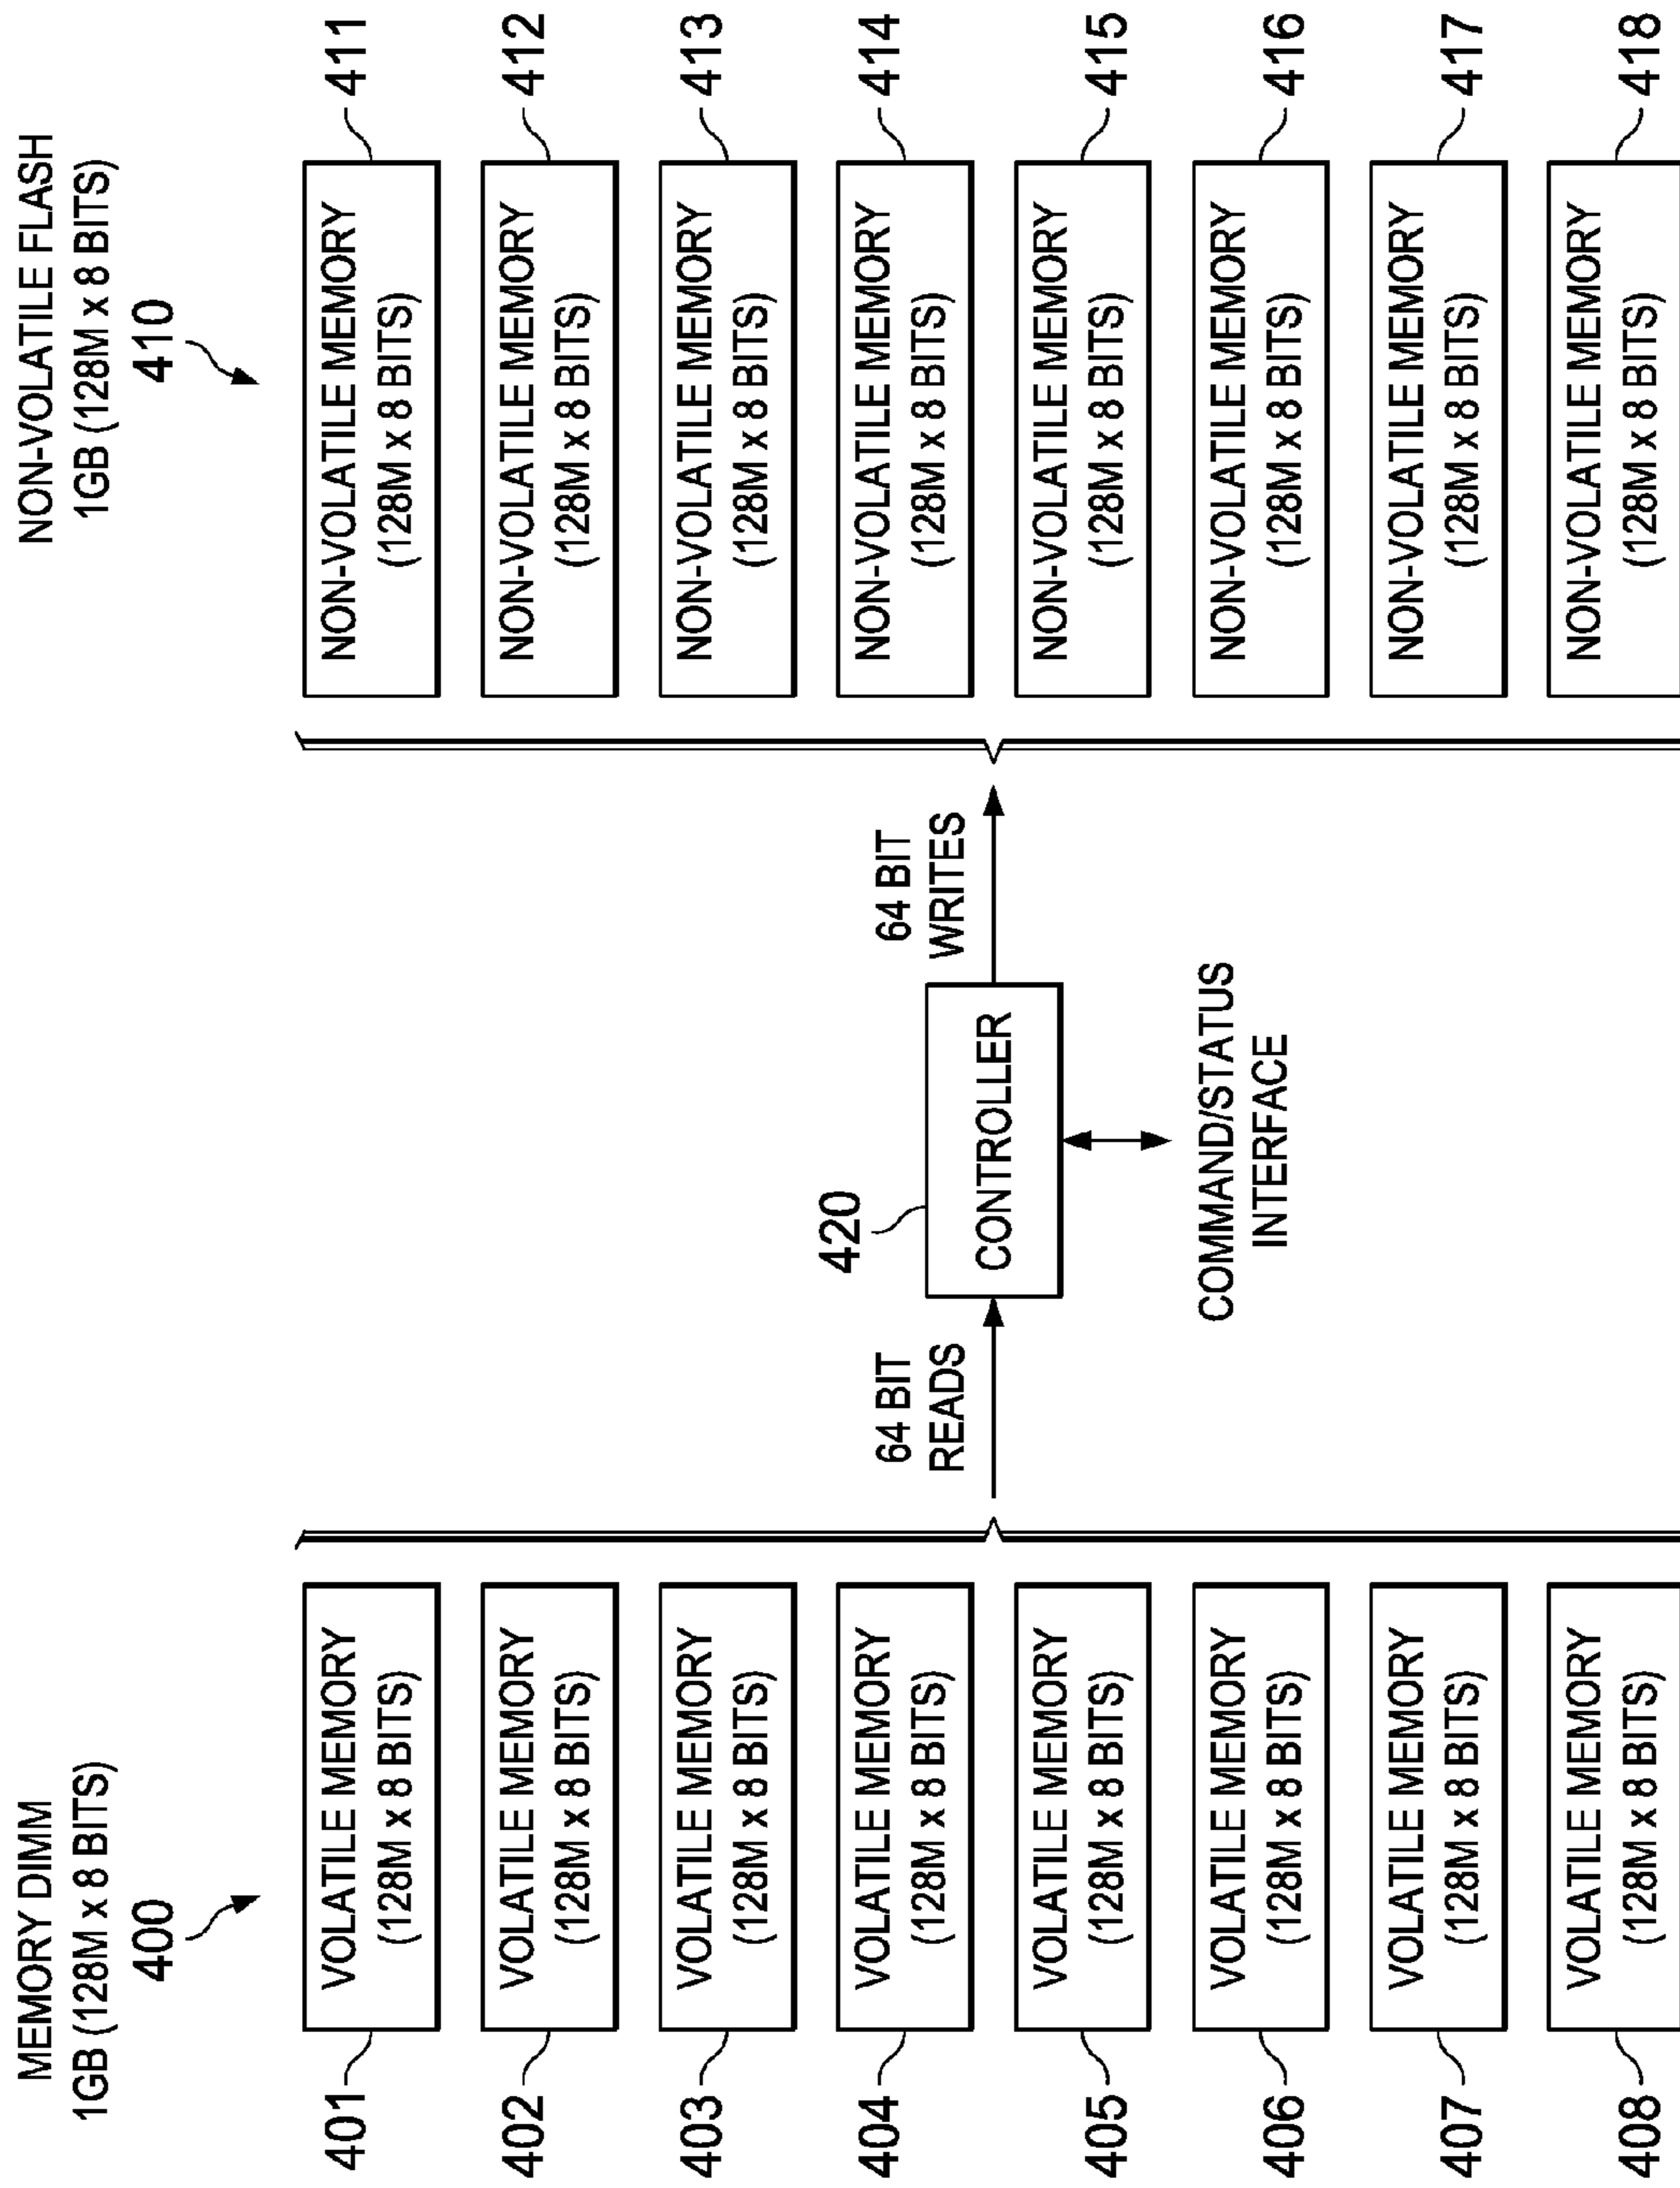 MEMORY DIMM
1GB (128M x 8 BITS)
400
401
VOLATILE MEMORY
(128M x 8 BITS)
402
VOLATILE MEMORY
(128M x 8 BITS)
403
VOLATILE MEMORY
(128M x 8 BITS)
404
VOLATILE MEMORY
(128M x 8 BITS)
405
VOLATILE MEMORY
(128M x 8 BITS)
406
VOLATILE MEMORY
(128M x 8 BITS)
407
VOLATILE MEMORY
(128M x 8 BITS)
408
VOLATILE MEMORY
(128M x 8 BITS)
64 BIT
READS
420
CONTROLLER
COMMAND/STATUS
INTERFACE
64 BIT
WRITES
NON-VOLATILE FLASH
1GB (128M x 8 BITS)
410
NON-VOLATILE MEMORY
(128M x 8 BITS)
411
NON-VOLATILE MEMORY
(128M x 8 BITS)
412
NON-VOLATILE MEMORY
(128M x 8 BITS)
413
NON-VOLATILE MEMORY
(128M x 8 BITS)
414
NON-VOLATILE MEMORY
(128M x 8 BITS)
415
NON-VOLATILE MEMORY
(128M x 8 BITS)
416
NON-VOLATILE MEMORY
(128M x 8 BITS)
417
NON-VOLATILE MEMORY
(128M x 8 BITS)
418